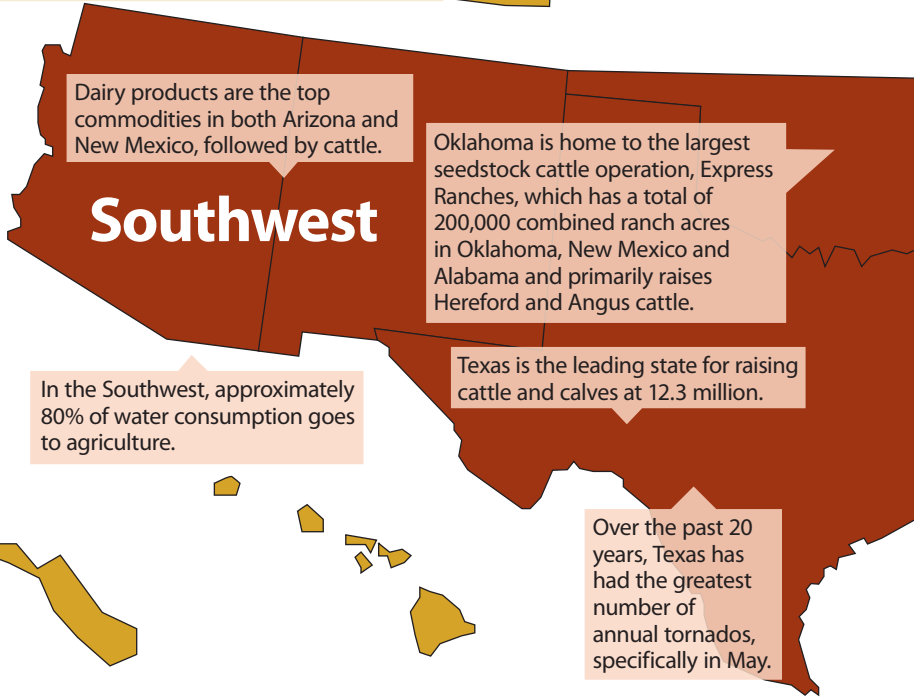 Dairy products are the top
commodities in both Arizona and
New Mexico, followed by cattle.
Southwest
Oklahoma is home to the largest
seedstock cattle operation, Express
Ranches, which has a total of
200,000 combined ranch acres
in Oklahoma, New Mexico and
Alabama and primarily raises
Hereford and Angus cattle.
Texas is the leading state for raising
cattle and calves at 12.3 million.
In the Southwest, approximately
80% of water consumption goes
to agriculture.
Over the past 20
years, Texas has
had the greatest
number of
annual tornados,
specifically in May.